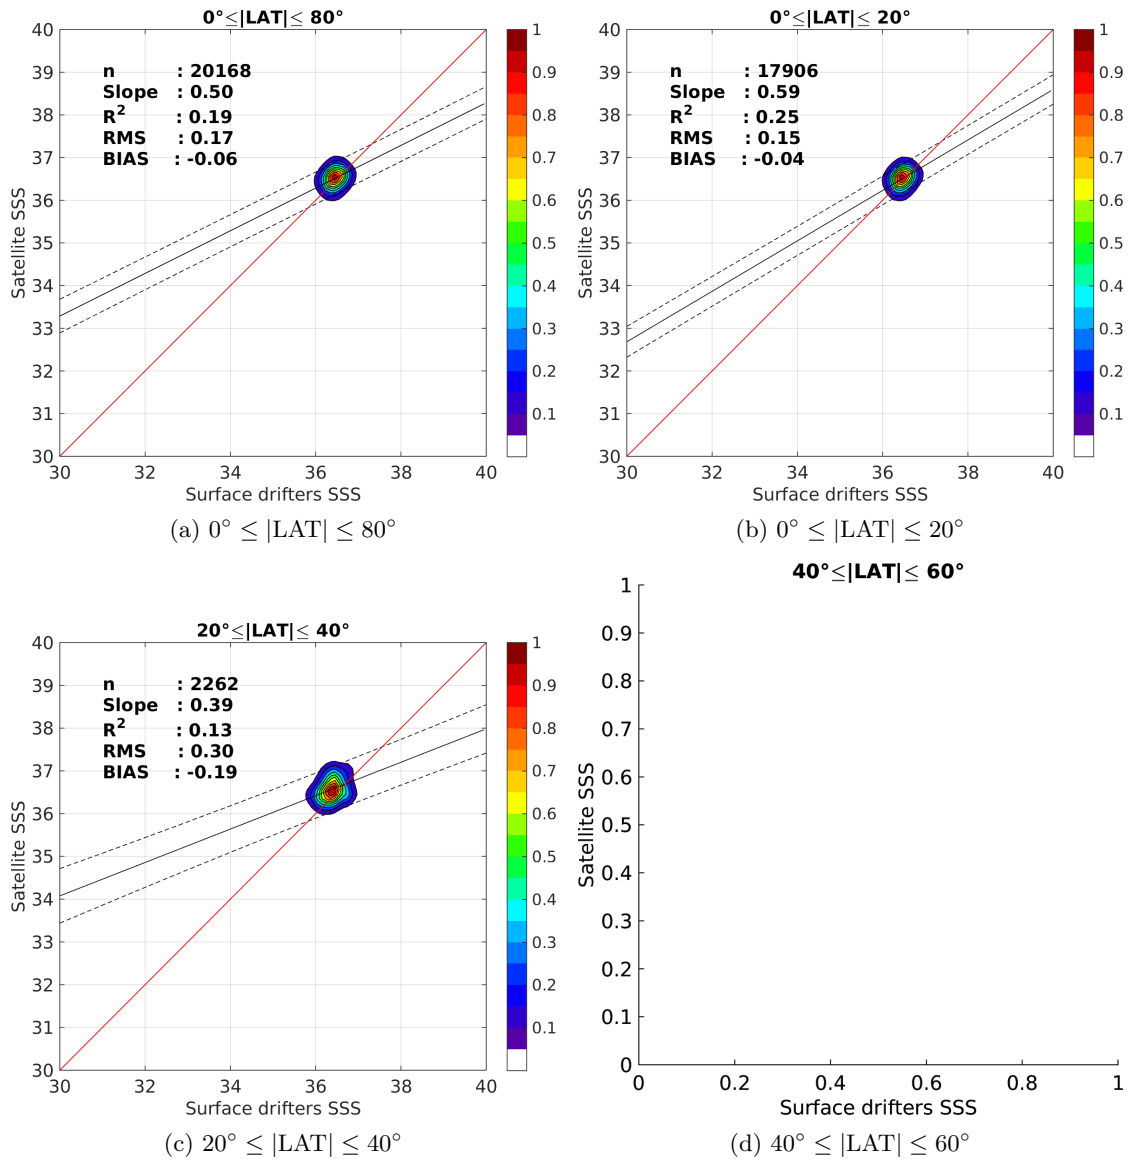 0°≤|LAT|≤ 80°
40
39
38
37
36
35
34
33
32
31
30
n : 20168
Slope : 0.50
R2 : 0.19
RMS : 0.17
BIAS : -0.06
Satellite SSS
30 32 34 36 38 40
Surface drifters SSS
1
0.9
0.8
0.7
0.6
0.5
0.4
0.3
0.2
0.1
(a) 0° ≤ |LAT| ≤ 80°
0°≤|LAT|≤ 20°
40
39
38
37
36
35
34
33
32
31
30
n : 17906
Slope : 0.59
R2 : 0.25
RMS : 0.15
BIAS : -0.04
Satellite SSS
30 32 34 36 38 40
Surface drifters SSS
1
0.9
0.8
0.7
0.6
0.5
0.4
0.3
0.2
0.1
(b) 0° ≤ |LAT| ≤ 20°
20°≤|LAT|≤ 40°
40
39
38
37
36
35
34
33
32
31
30
n : 2262
Slope : 0.39
R2 : 0.13
RMS : 0.30
BIAS : -0.19
Satellite SSS
30 32 34 36 38 40
Surface drifters SSS
1
0.9
0.8
0.7
0.6
0.5
0.4
0.3
0.2
0.1
(c) 20° ≤ |LAT| ≤ 40°
40°≤|LAT|≤ 60°
1
0.9
0.8
0.7
0.6
0.5
0.4
0.3
0.2
0.1
0
Satellite SSS
0 0.2 0.4 0.6 0.8 1
Surface drifters SSS
(d) 40° ≤ |LAT| ≤ 60°